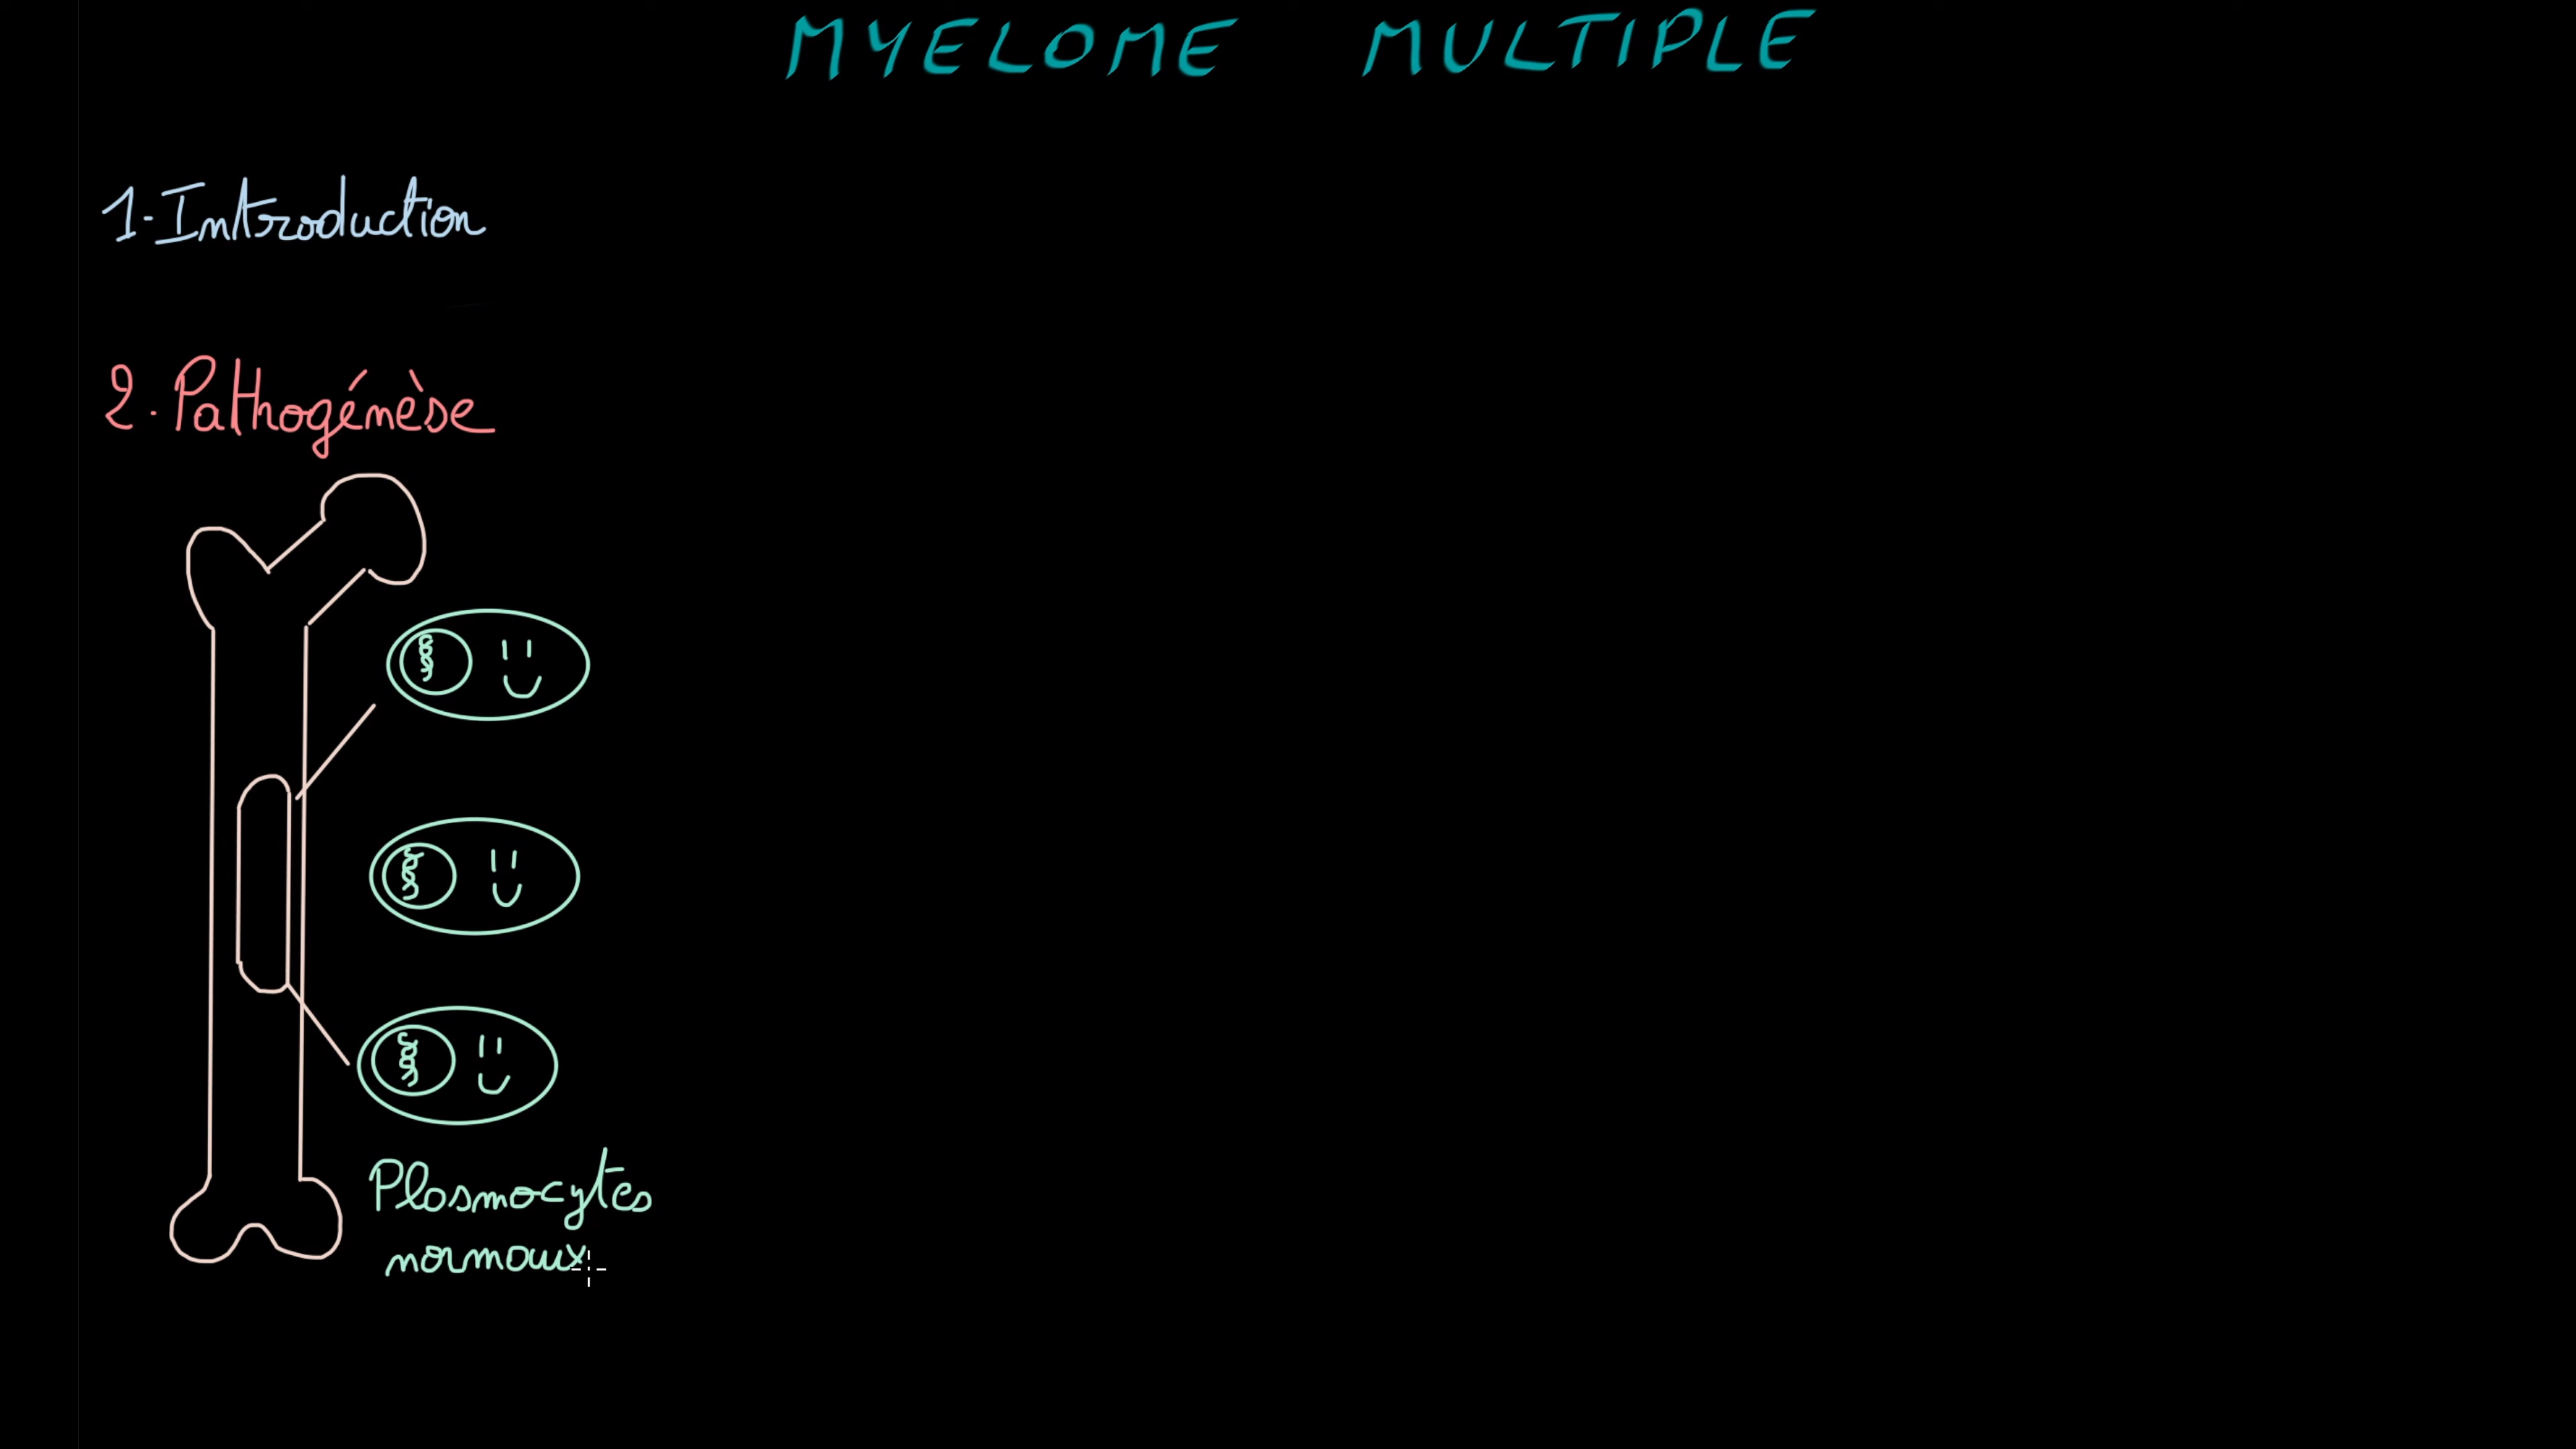 MYELOME MULTIPLE
1-Introduction
2.Pathogénèse
Plasmocytes
normaux